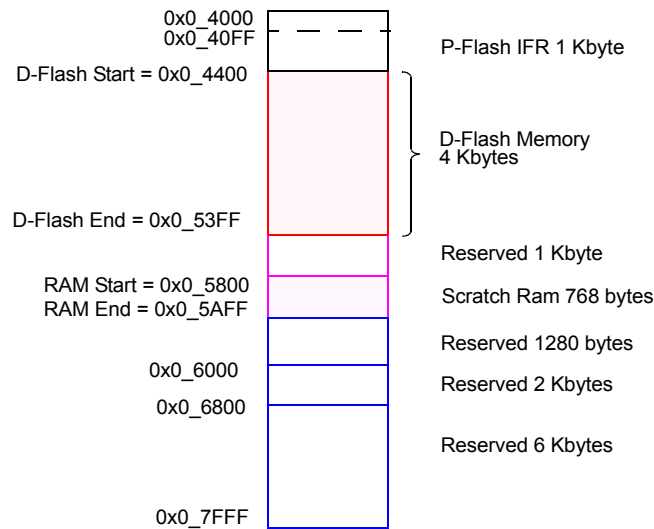 0x0_4000
0x0_40FF
P-Flash IFR 1 Kbyte
D-Flash Start = 0x0_4400
D-Flash Memory
4 Kbytes
D-Flash End = 0x0_53FF
Reserved 1 Kbyte
RAM Start = 0x0_5800
Scratch Ram 768 bytes
RAM End = 0x0_5AFF
Reserved 1280 bytes
0x0_6000
Reserved 2 Kbytes
0x0_6800
Reserved 6 Kbytes
0x0_7FFF